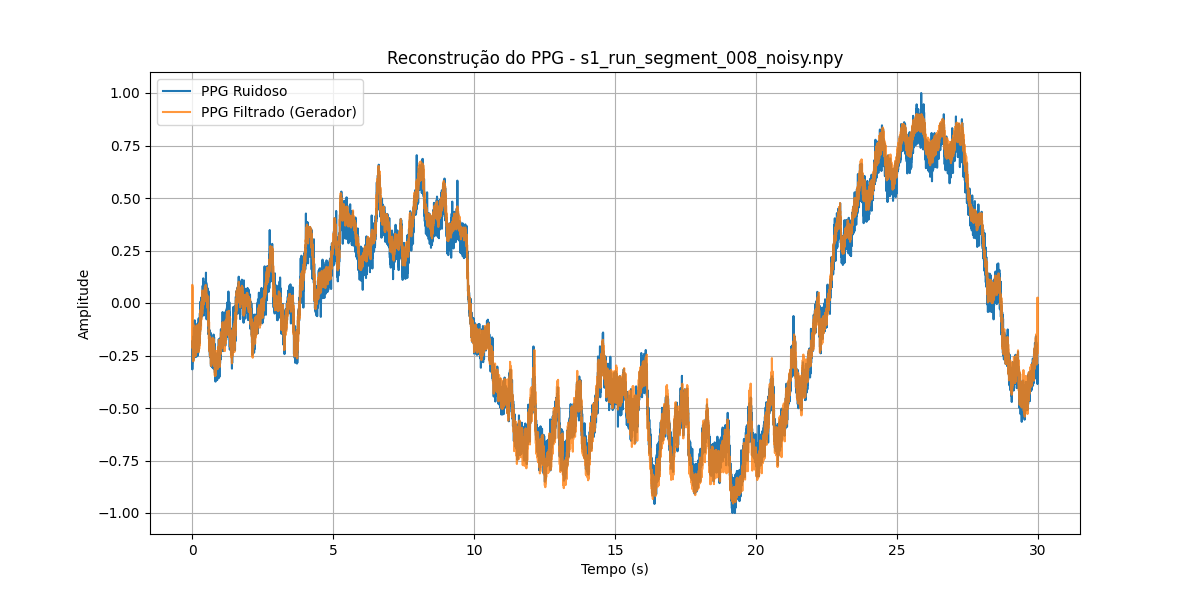 Reconstrução do PPG - s1_run_segment_008_noisy.npy
PPG Ruidoso
PPG Filtrado (Gerador)
1.00
0.75
0.50
0.25
0.00
−0.25
−0.50
−0.75
−1.00
Amplitude
0 5 10 15 20 25 30
Tempo (s)